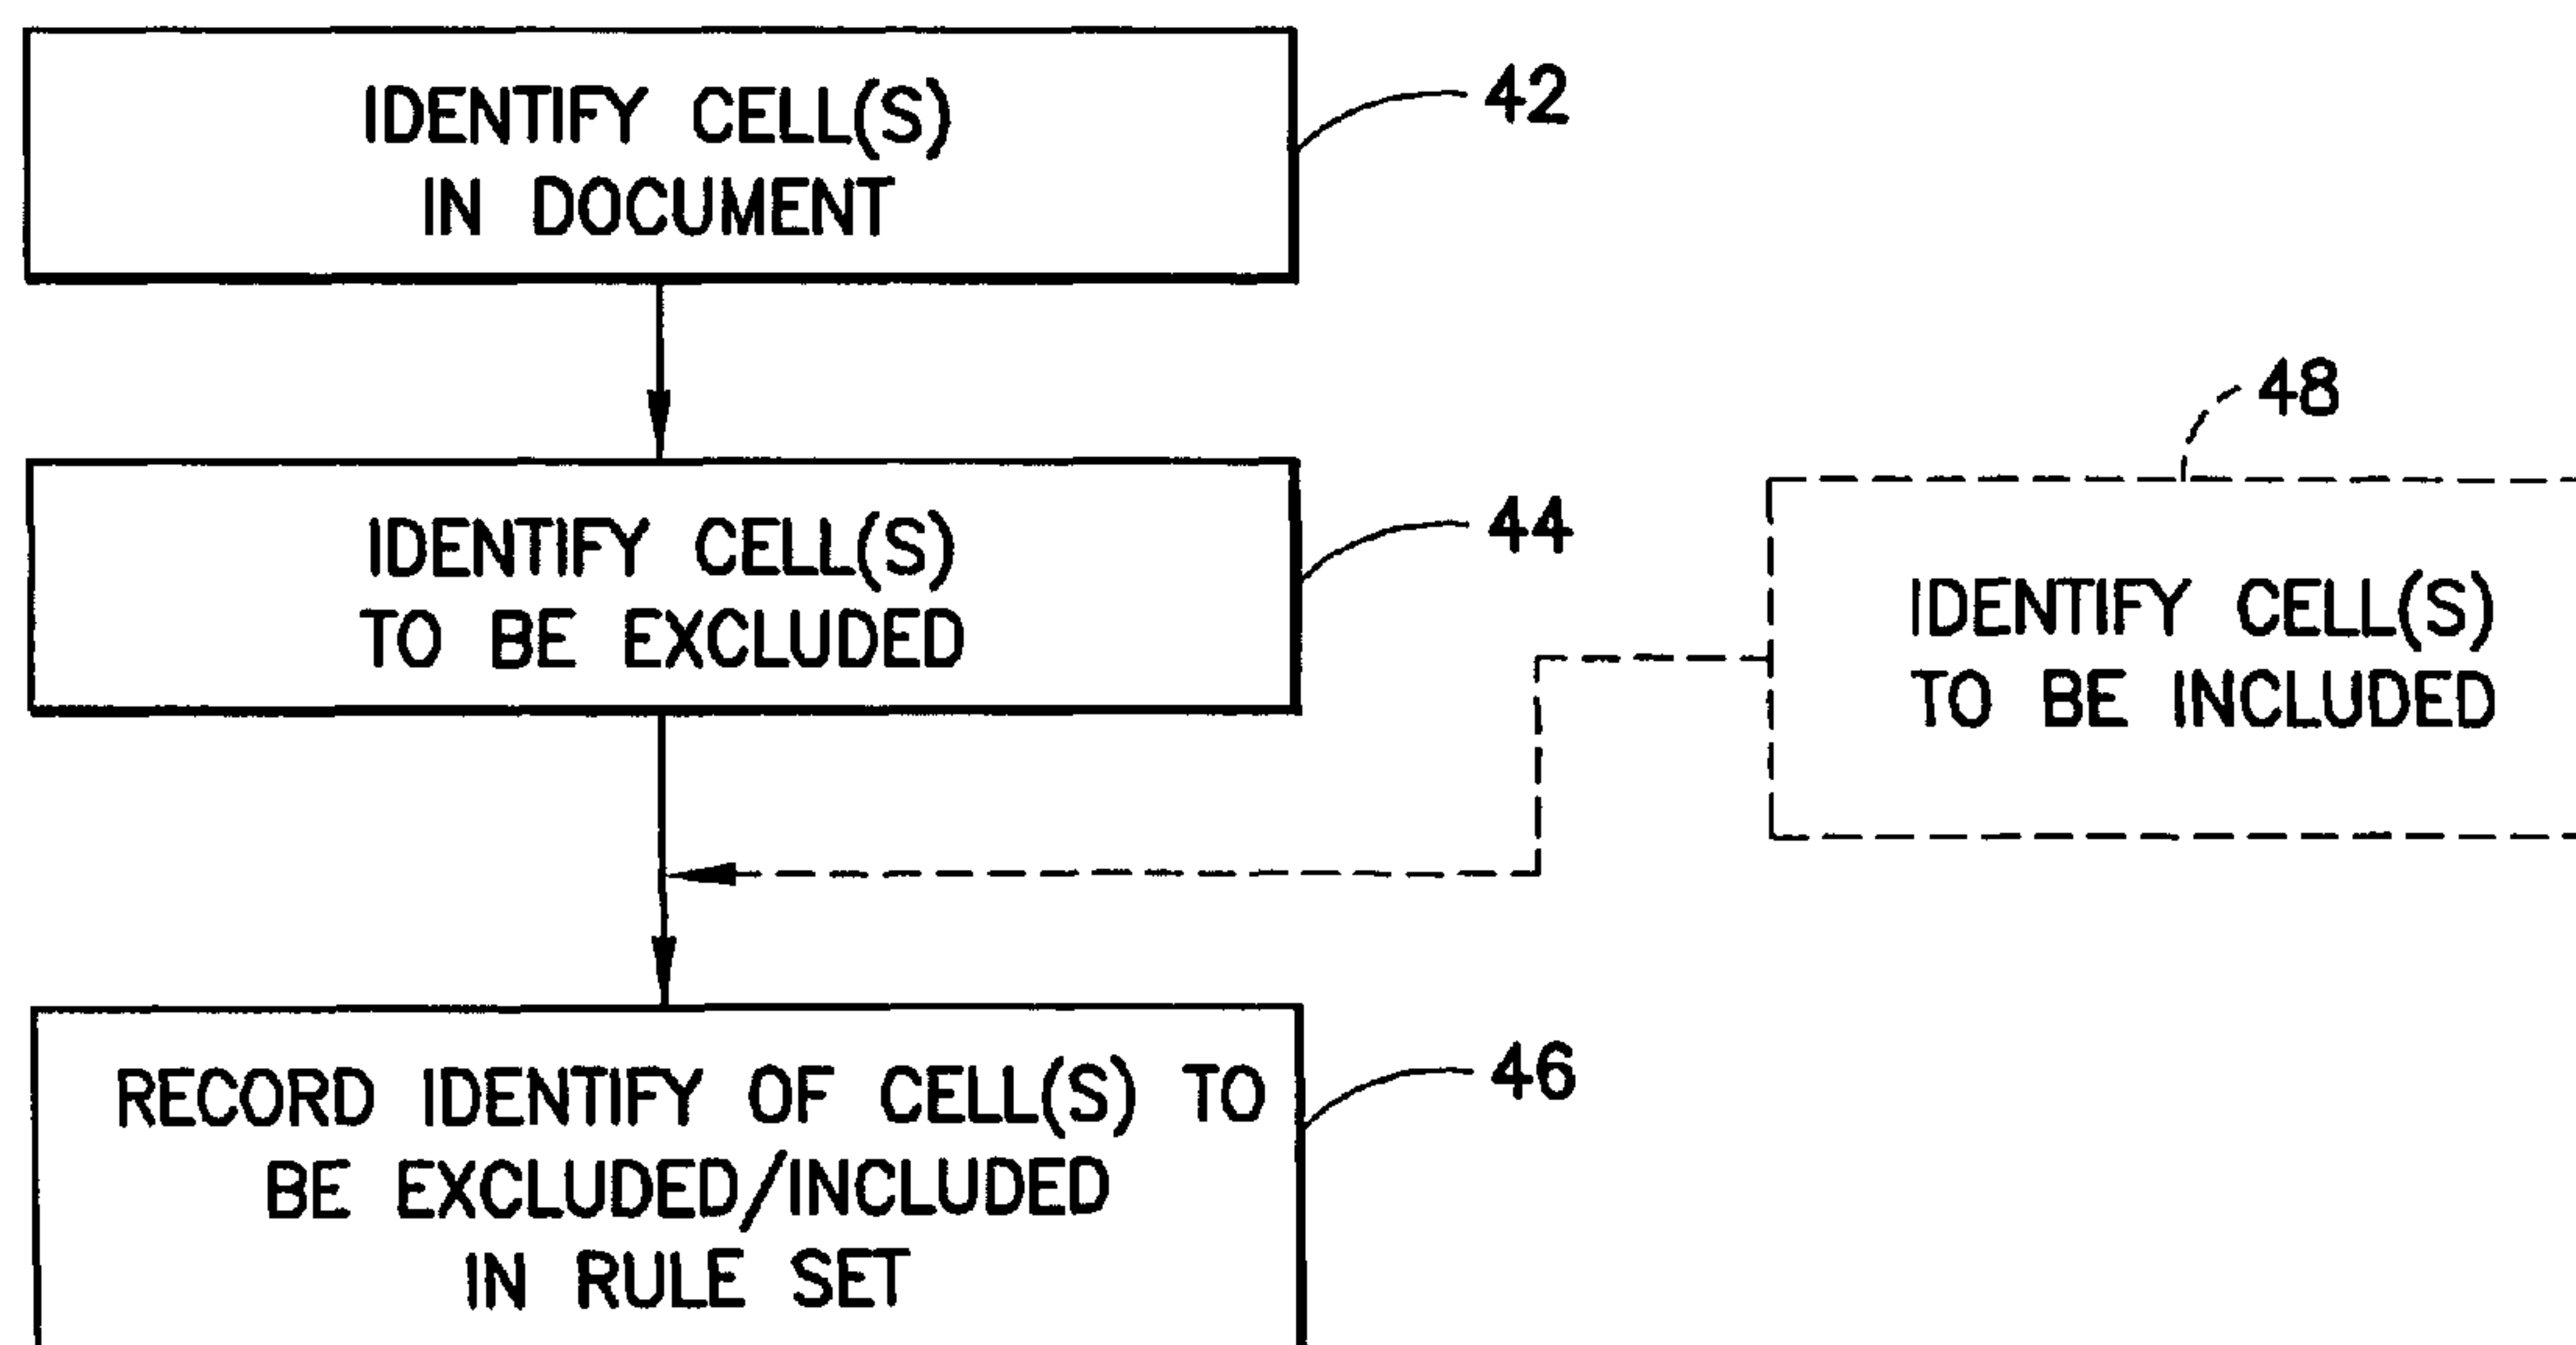 IDENTIFY CELL(S)
IN DOCUMENT
42
IDENTIFY CELL(S)
TO BE EXCLUDED
44
48
IDENTIFY CELL(S)
TO BE INCLUDED
RECORD IDENTIFY OF CELL(S) TO
BE EXCLUDED/INCLUDED
IN RULE SET
46